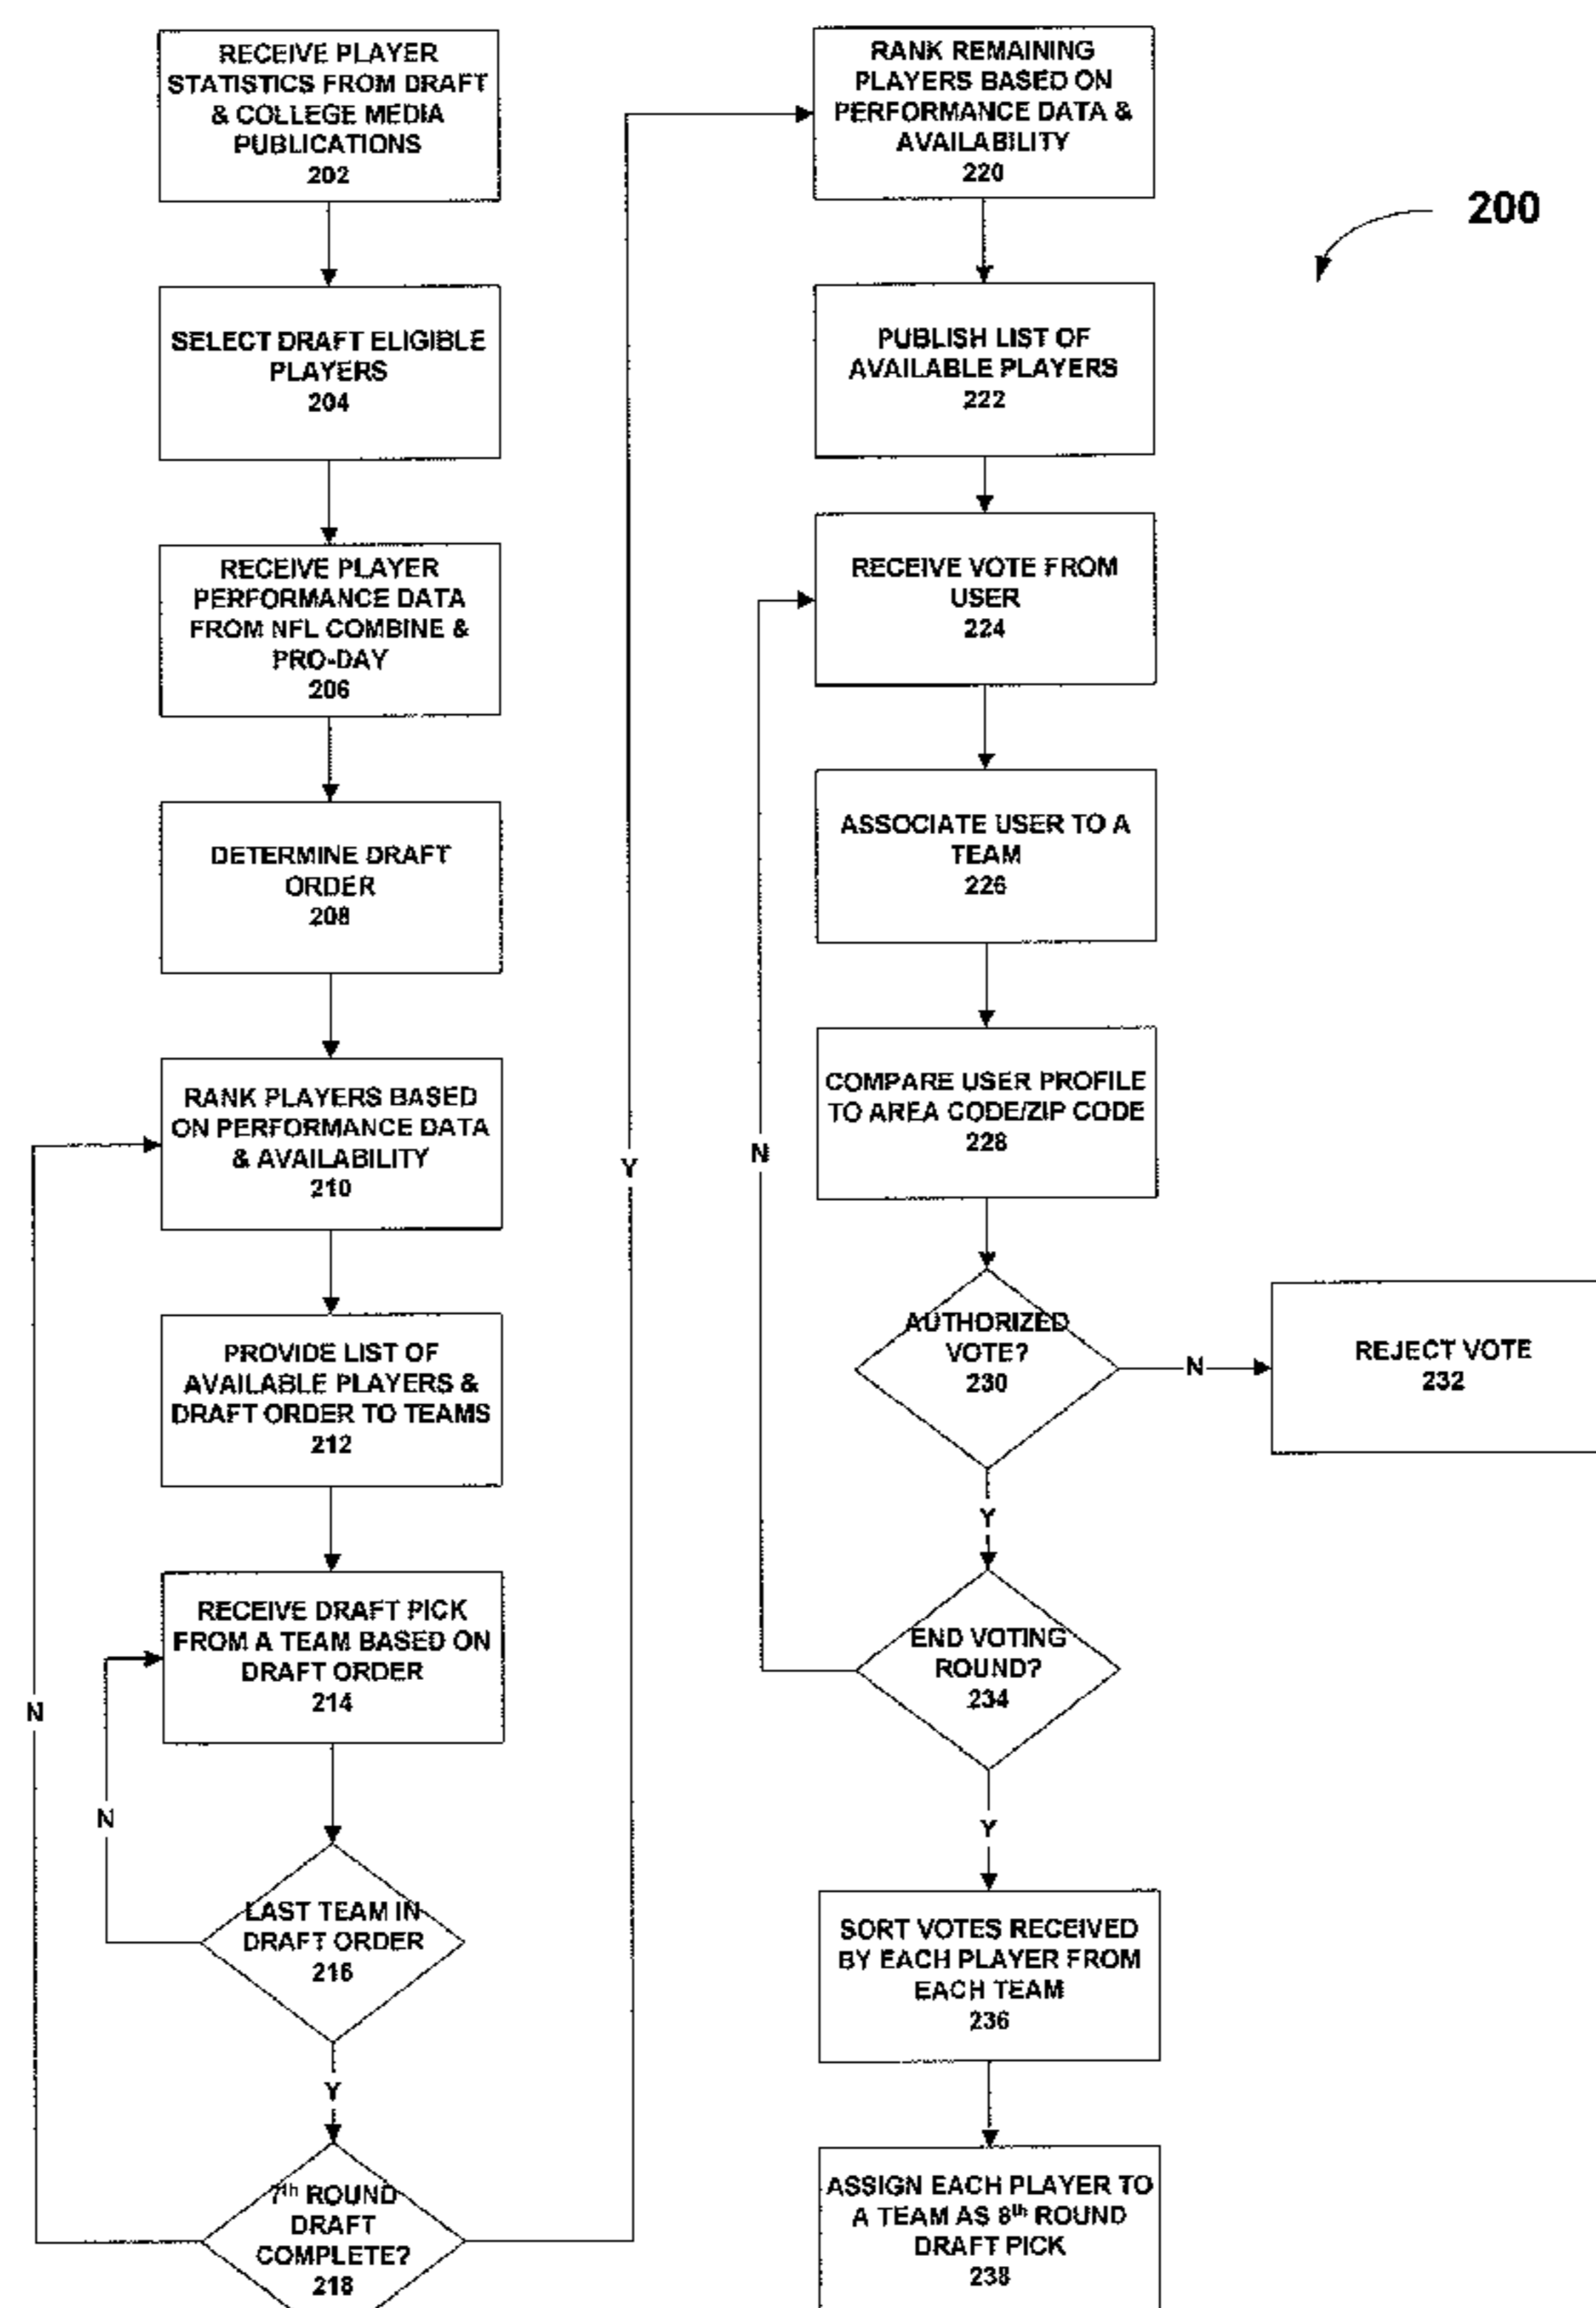 RECEIVE PLAYER
STATISTICS FROM DRAFT
& COLLEGE MEDIA
PUBLICATIONS
202
SELECT DRAFT ELIGIBLE
PLAYERS
204
RECEIVE PLAYER
PERFORMANCE DATA
FROM NFL COMBINE &
PRO-DAY
206
DETERMINE DRAFT
ORDER
208
RANK PLAYERS BASED
ON PERFORMANCE DATA
& AVAILABILITY
210
PROVIDE LIST OF
AVAILABLE PLAYERS &
DRAFT ORDER TO TEAMS
212
RECEIVE DRAFT PICK
FROM A TEAM BASED ON
DRAFT ORDER
214
N
N
LAST TEAM IN
DRAFT ORDER
216
Y
7th ROUND
DRAFT
COMPLETE?
218
Y
RANK REMAINING
PLAYERS BASED ON
PERFORMANCE DATA &
AVAILABILITY
220
200
PUBLISH LIST OF
AVAILABLE PLAYERS
222
RECEIVE VOTE FROM
USER
224
ASSOCIATE USER TO A
TEAM
226
COMPARE USER PROFILE
TO AREA CODE/ZIP CODE
228
N
AUTHORIZED
VOTE?
230
N
REJECT VOTE
232
Y
END VOTING
ROUND?
234
Y
SORT VOTES RECEIVED
BY EACH PLAYER FROM
EACH TEAM
236
ASSIGN EACH PLAYER TO
A TEAM AS 8th ROUND
DRAFT PICK
238